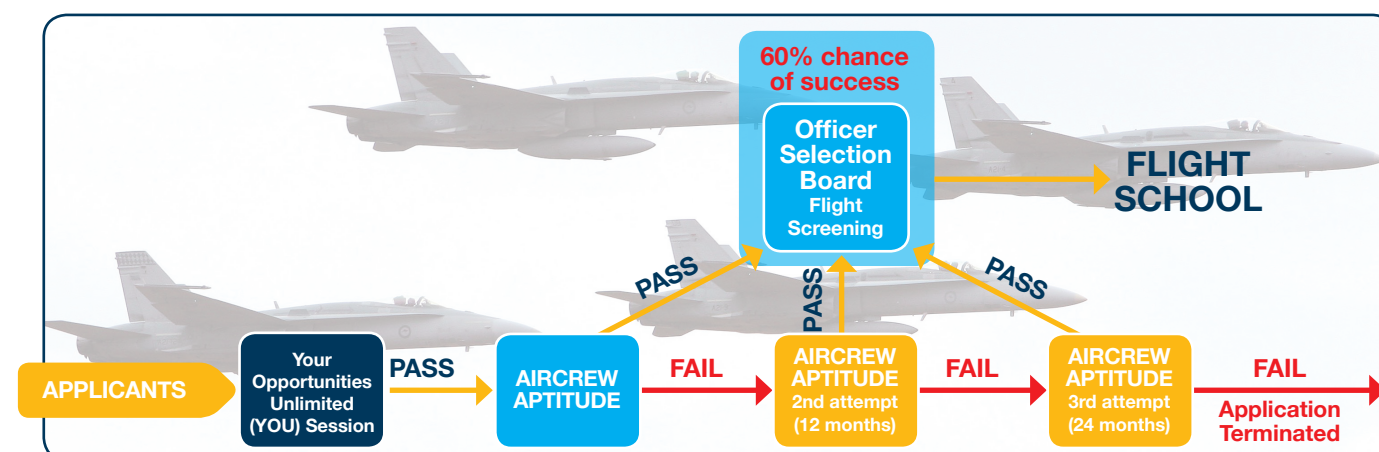 60% chance
of success
Officer
Selection
Board
Flight
Screening
FLIGHT
SCHOOL
PASS
PASS
PASS
APPLICANTS
Your
Opportunities
Unlimited
(YOU) Session
PASS
AIRCREW
APTITUDE
FAIL
AIRCREW
APTITUDE
2nd attempt
(12 months)
FAIL
AIRCREW
APTITUDE
3rd attempt
(24 months)
FAIL
Application
Terminated